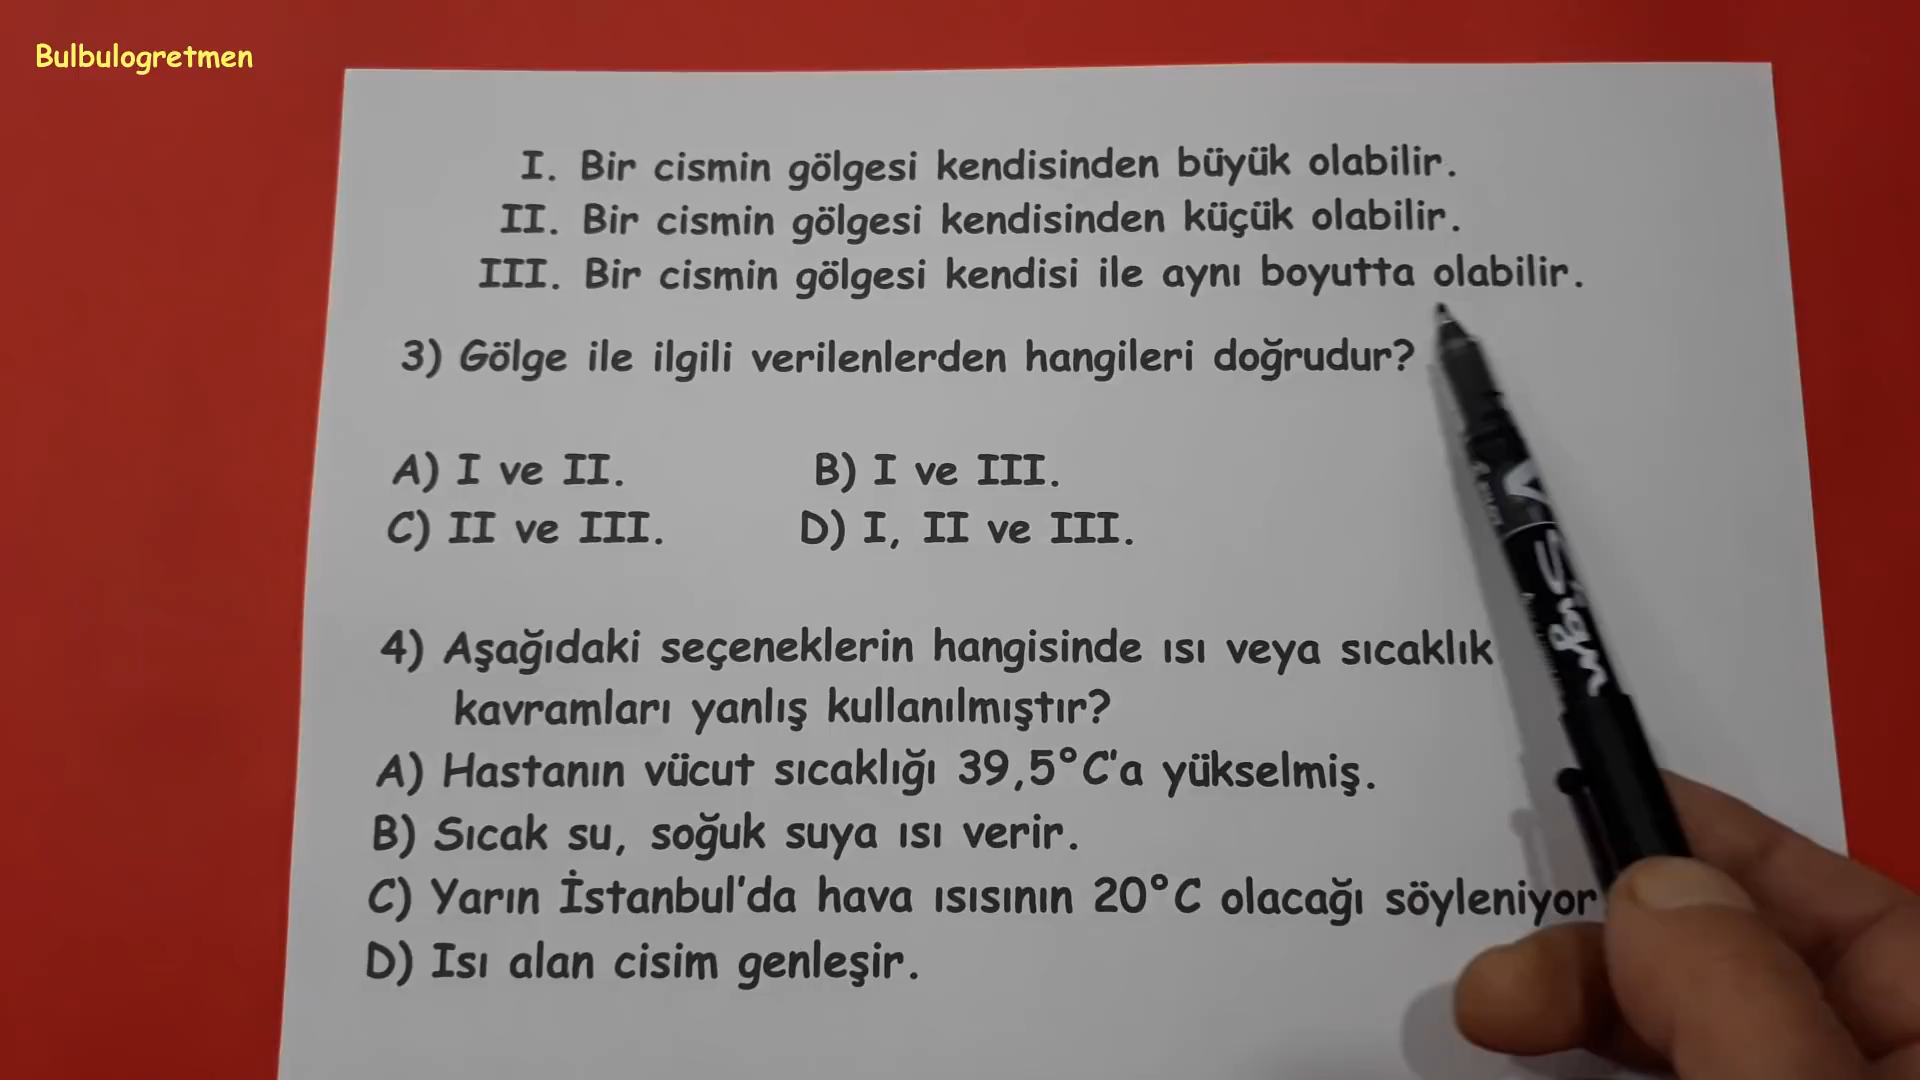 Bulbulogretmen
I. Bir cismin gölgesi kendisinden büyük olabilir.
II. Bir cismin gölgesi kendisinden küçük olabilir.
III. Bir cismin gölgesi kendisi ile aynı boyutta olabilir.
3) Gölge ile ilgili verilenlerden hangileri doğrudur?
A) I ve II. B) I ve III.
C) II ve III. D) I, II ve III.
4) Aşağıdaki seçeneklerin hangisinde ısı veya sıcaklık
kavramları yanlış kullanılmıştır?
A) Hastanın vücut sıcaklığı 39,5°C'a yükselmiş.
B) Sıcak su, soğuk suya ısı verir.
C) Yarın İstanbul'da hava ısısının 20°C olacağı söyleniyor
D) Isı alan cisim genleşir.